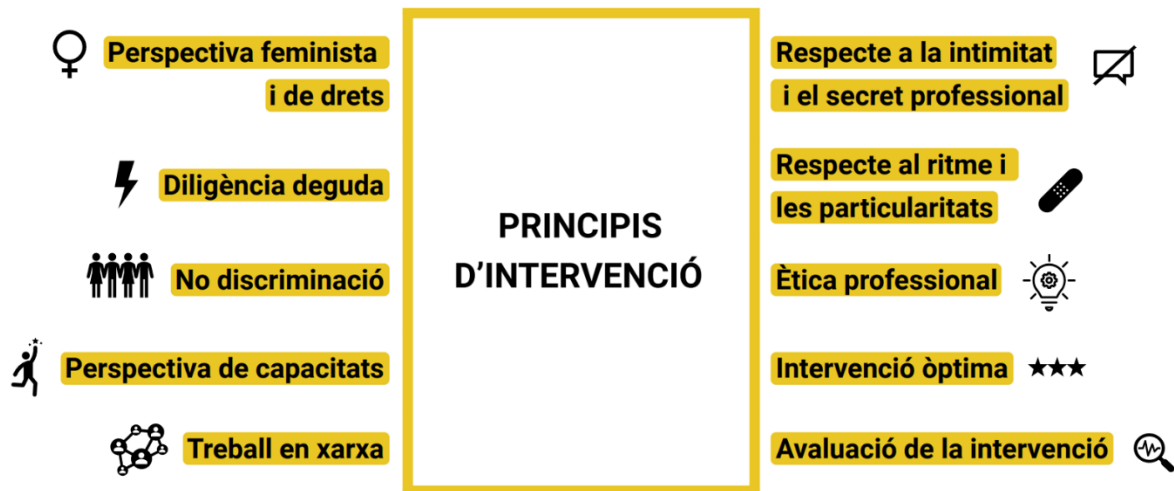 Perspectiva feminista
i de drets
Diligència deguda
No discriminació
Perspectiva de capacitats
Treball en xarxa
PRINCIPIS
D’INTERVENCIÓ
Respecte a la intimitat
i el secret professional
Respecte al ritme i
les particularitats
Ètica professional
Intervenció òptima
Avaluació de la intervenció